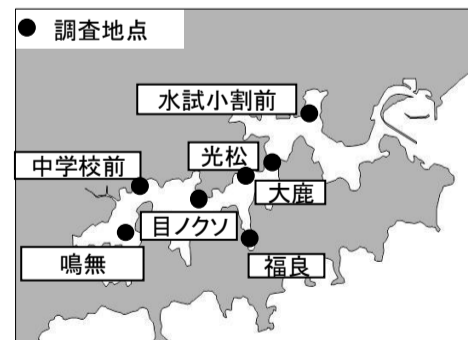 ● 調査地点
水試小割前
光松
中学校前
大鹿
目ノクソ
鳴無
福良